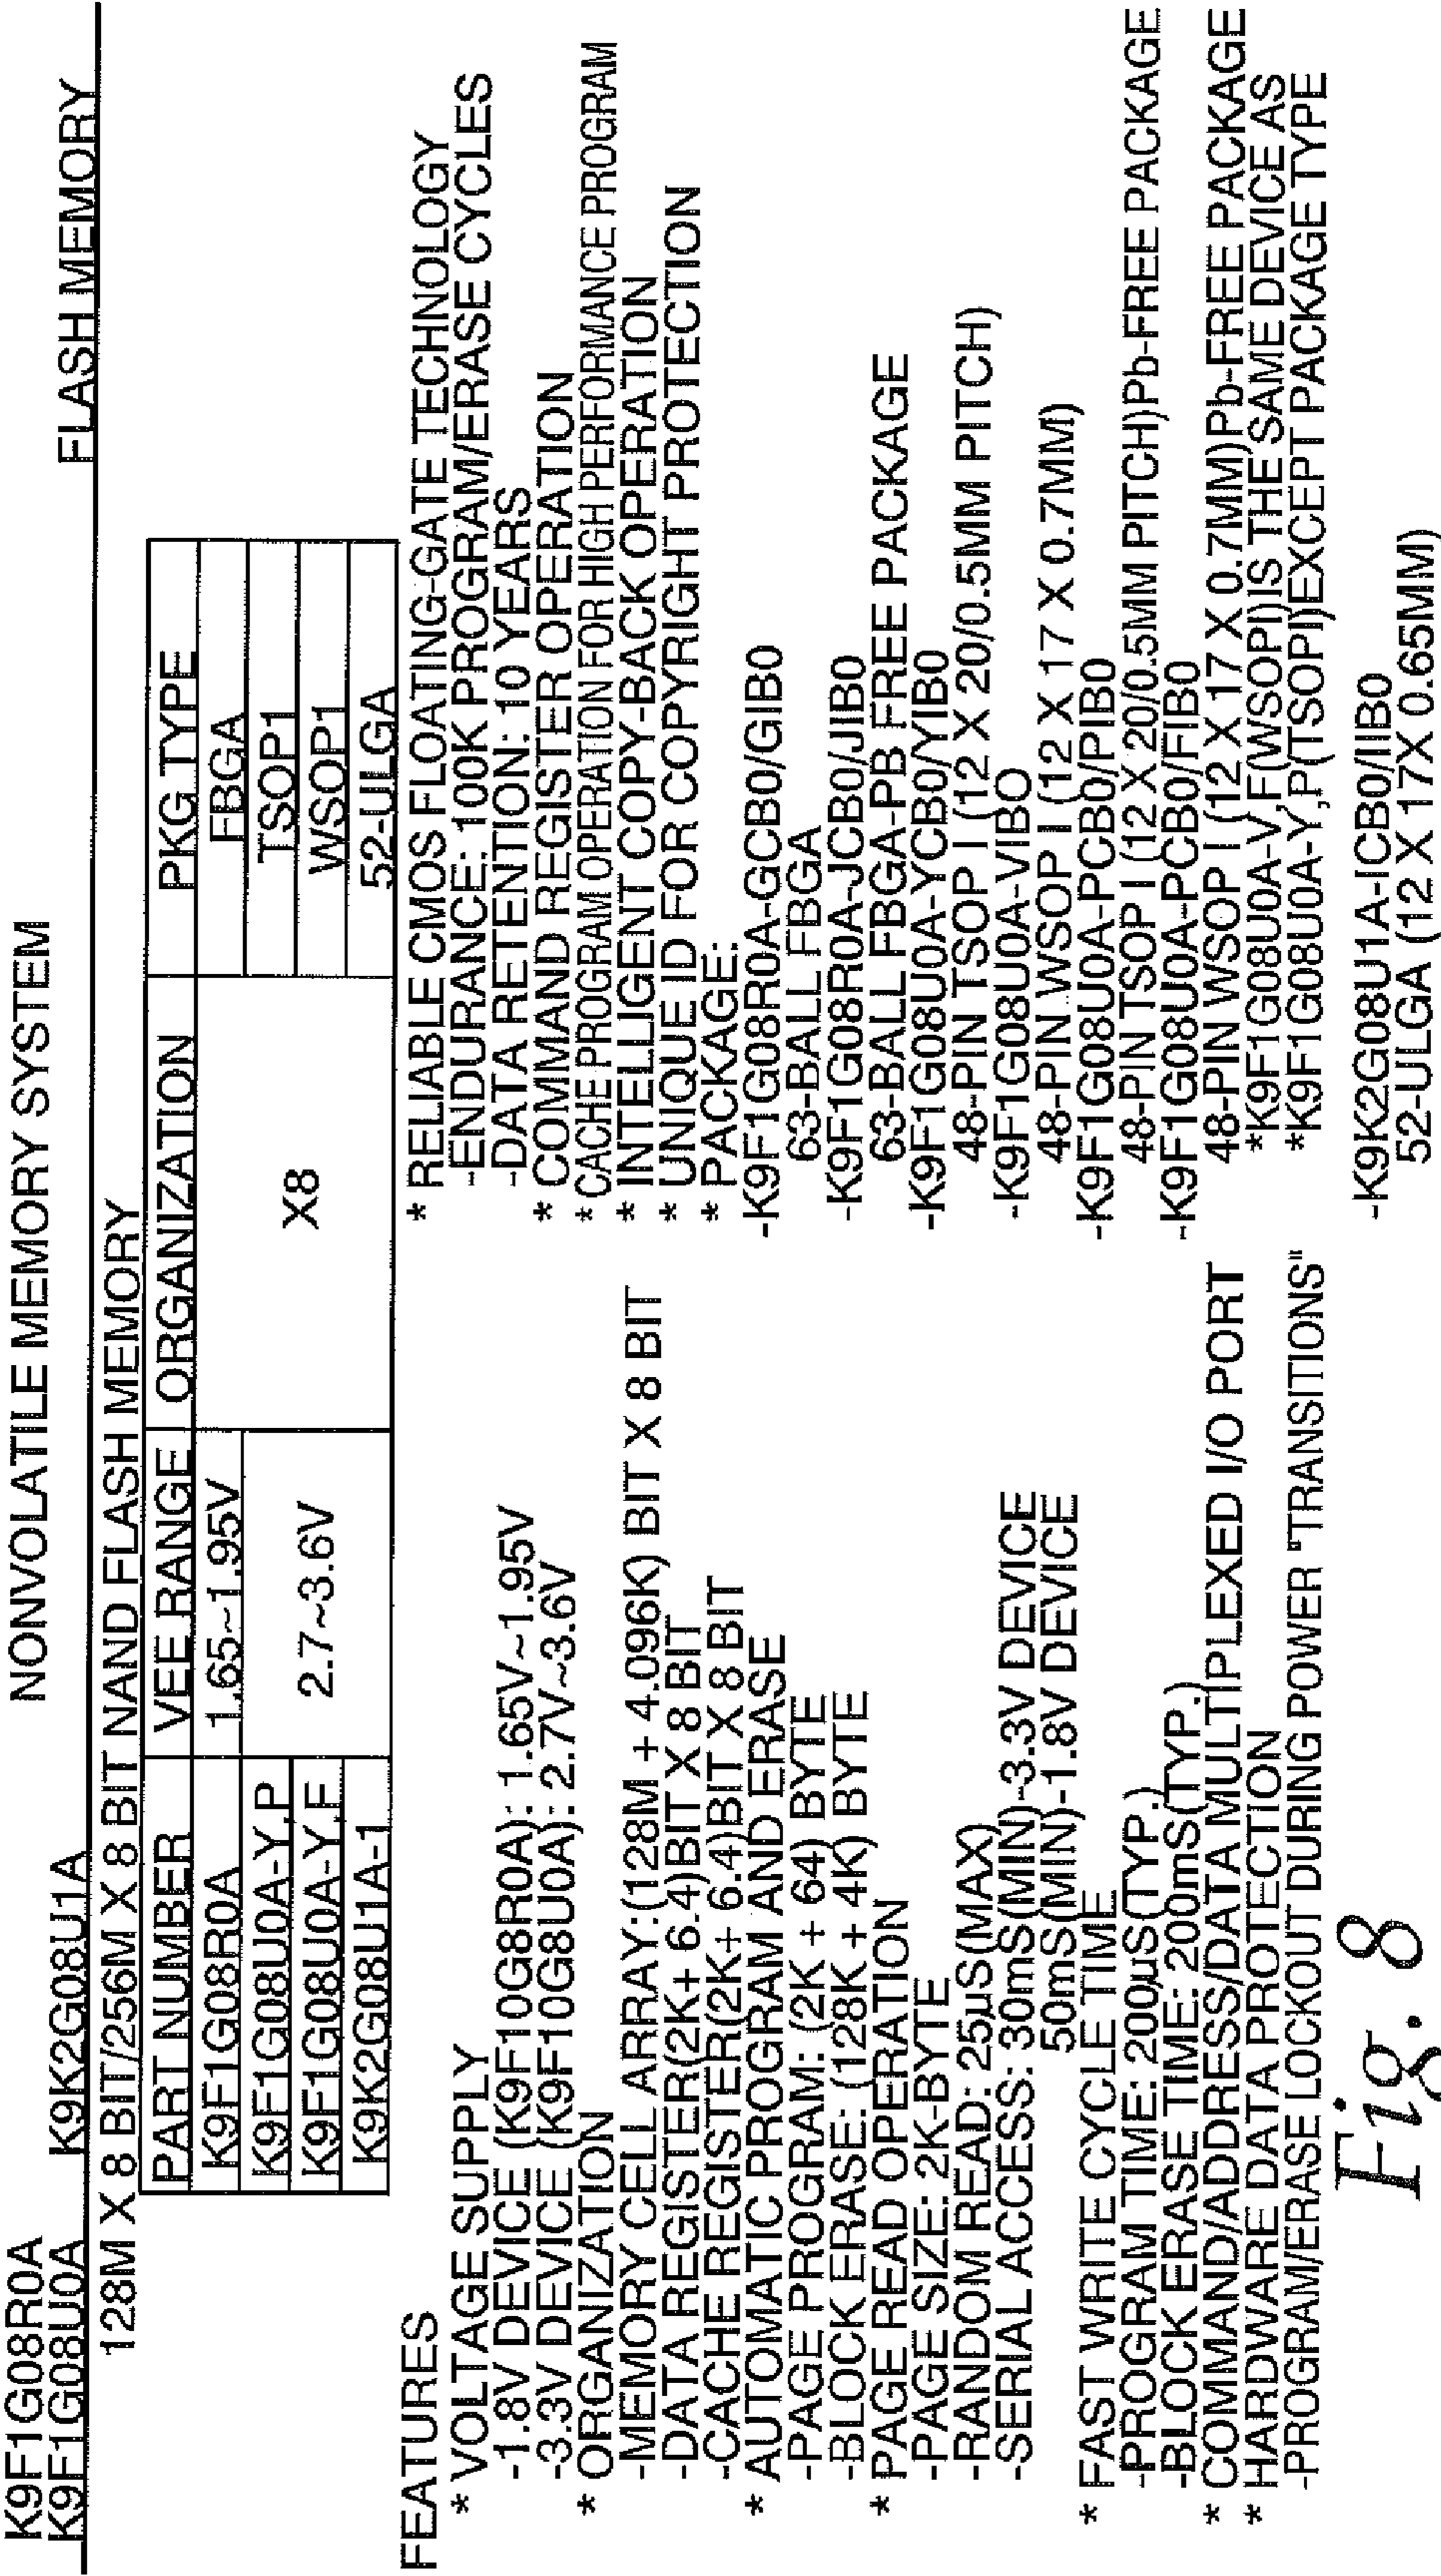 NONVOLATILE MEMORY SYSTEM
K9F1G08R0A
K9F1G08U0A K9K2G08U1A FLASH MEMORY
128M X 8 BIT/256M X 8 BIT NAND FLASH MEMORY
PART NUMBER VEE RANGE ORGANIZATION PKG TYPE
K9F1G08R0A 1.65~1.95V X8 FBGA
K9F1G08U0A-Y,P 2.7~3.6V TSOP1
K9F1G08U0A-Y,F WSOP1
K9K2G08U1A-1 52-ULGA
FEATURES
* VOLTAGE SUPPLY
-1.8V DEVICE (K9F10G8R0A): 1.65V~1.95V
-3.3V DEVICE (K9F10G8U0A): 2.7V~3.6V
* ORGANIZATION
-MEMORY CELL ARRAY:(128M + 4.096K) BIT X 8 BIT
-DATA REGISTER(2K+ 6.4)BIT X 8 BIT
-CACHE REGISTER(2K+ 6.4)BIT X 8 BIT
* AUTOMATIC PROGRAM AND ERASE
-PAGE PROGRAM: (2K + 64) BYTE
-BLOCK ERASE: (128K + 4K) BYTE
* PAGE READ OPERATION
-PAGE SIZE: 2K-BYTE
-RANDOM READ: 25µS(MAX)
-SERIAL ACCESS: 30mS(MIN)-3.3V DEVICE
50mS(MIN)-1.8V DEVICE
* FAST WRITE CYCLE TIME
-PROGRAM TIME: 200µS(TYP.)
-BLOCK ERASE TIME: 200mS(TYP.)
* COMMAND/ADDRESS/DATA MULTIPLEXED I/O PORT
* HARDWARE DATA PROTECTION
-PROGRAM/ERASE LOCKOUT DURING POWER "TRANSITIONS"
* RELIABLE CMOS FLOATING-GATE TECHNOLOGY
-ENDURANCE: 100K PROGRAM/ERASE CYCLES
-DATA RETENTION: 10 YEARS
* COMMAND REGISTER OPERATION
* CACHE PROGRAM OPERATION FOR HIGH PERFORMANCE PROGRAM
* INTELLIGENT COPY-BACK OPERATION
* UNIQUE ID FOR COPYRIGHT PROTECTION
* PACKAGE:
-K9F1G08R0A-GCB0/GIB0
63-BALL FBGA
-K9F1G08R0A-JCB0/JIB0
63-BALL FBGA-PB FREE PACKAGE
-K9F1G08U0A-YCB0/YIB0
48-PIN TSOP I (12 X 20/0.5MM PITCH)
-K9F1G08U0A-VIBO
48-PIN WSOP I (12 X 17 X 0.7MM)
-K9F1G08U0A-PCB0/PIB0
48-PIN TSOP I (12 X 20/0.5MM PITCH)Pb-FREE PACKAGE
-K9F1G08U0A-PCB0/FIB0
48-PIN WSOP I (12 X 17 X 0.7MM)Pb-FREE PACKAGE
*K9F1G08U0A-V,F(WSOPI)IS THE SAME DEVICE AS
*K9F1G08U0A-Y,P(TSOPI)EXCEPT PACKAGE TYPE
-K9K2G08U1A-ICB0/IIB0
52-ULGA (12 X 17X 0.65MM)
Fig. 8